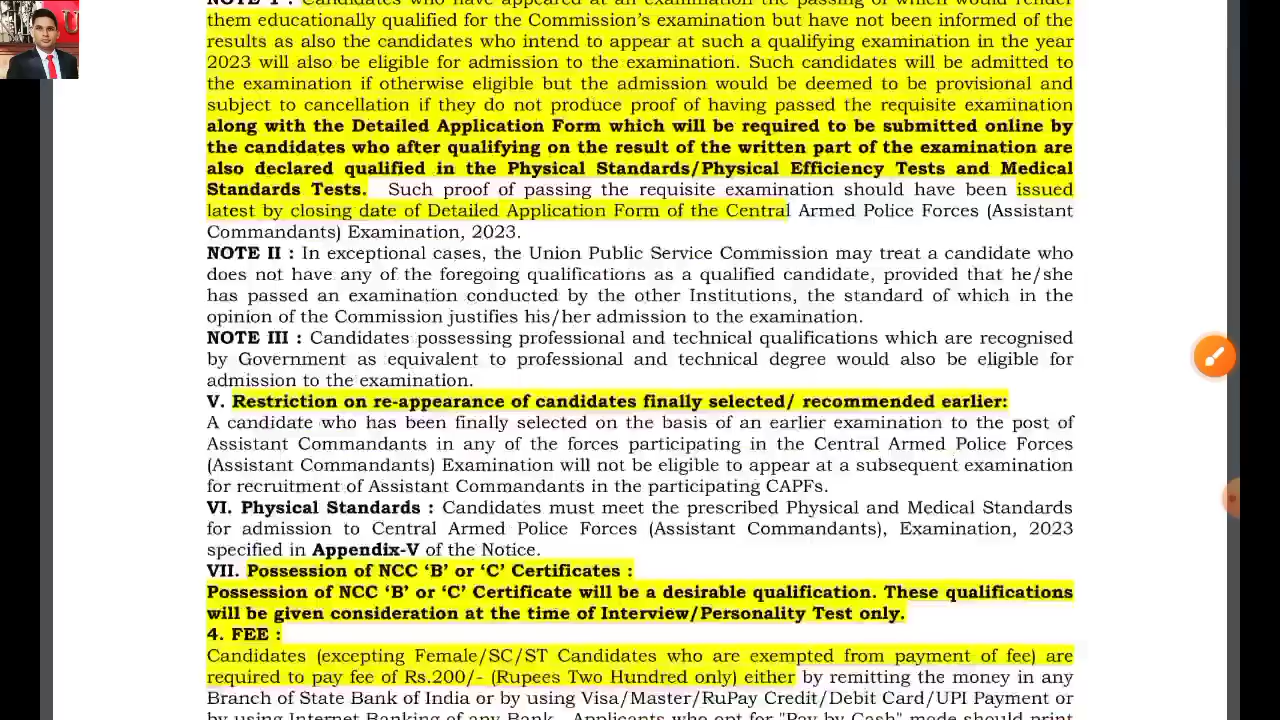 NOTE I : Candidates who have appeared at an examination the passing of which would render
them educationally qualified for the Commission's examination but have not been informed of the
results as also the candidates who intend to appear at such a qualifying examination in the year
2023 will also be eligible for admission to the examination. Such candidates will be admitted to
the examination if otherwise eligible but the admission would be deemed to be provisional and
subject to cancellation if they do not produce proof of having passed the requisite examination
along with the Detailed Application Form which will be required to be submitted online by
the candidates who after qualifying on the result of the written part of the examination are
also declared qualified in the Physical Standards/Physical Efficiency Tests and Medical
Standards Tests. Such proof of passing the requisite examination should have been issued
latest by closing date of Detailed Application Form of the Central Armed Police Forces (Assistant
Commandants) Examination, 2023.
NOTE II : In exceptional cases, the Union Public Service Commission may treat a candidate who
does not have any of the foregoing qualifications as a qualified candidate, provided that he/she
has passed an examination conducted by the other Institutions, the standard of which in the
opinion of the Commission justifies his/her admission to the examination.
NOTE III : Candidates possessing professional and technical qualifications which are recognised
by Government as equivalent to professional and technical degree would also be eligible for
admission to the examination.
V. Restriction on re-appearance of candidates finally selected/ recommended earlier:
A candidate who has been finally selected on the basis of an earlier examination to the post of
Assistant Commandants in any of the forces participating in the Central Armed Police Forces
(Assistant Commandants) Examination will not be eligible to appear at a subsequent examination
for recruitment of Assistant Commandants in the participating CAPFs.
VI. Physical Standards : Candidates must meet the prescribed Physical and Medical Standards
for admission to Central Armed Police Forces (Assistant Commandants), Examination, 2023
specified in Appendix-V of the Notice.
VII. Possession of NCC 'B' or 'C' Certificates :
Possession of NCC 'B' or 'C' Certificate will be a desirable qualification. These qualifications
will be given consideration at the time of Interview/Personality Test only.
4. FEE :
Candidates (excepting Female/SC/ST Candidates who are exempted from payment of fee) are
required to pay fee of Rs.200/- (Rupees Two Hundred only) either by remitting the money in any
Branch of State Bank of India or by using Visa/Master/RuPay Credit/Debit Card/UPI Payment or
by using Internet Banking of any Bank. Applicants who opt for "Pay by Cash" mode should print